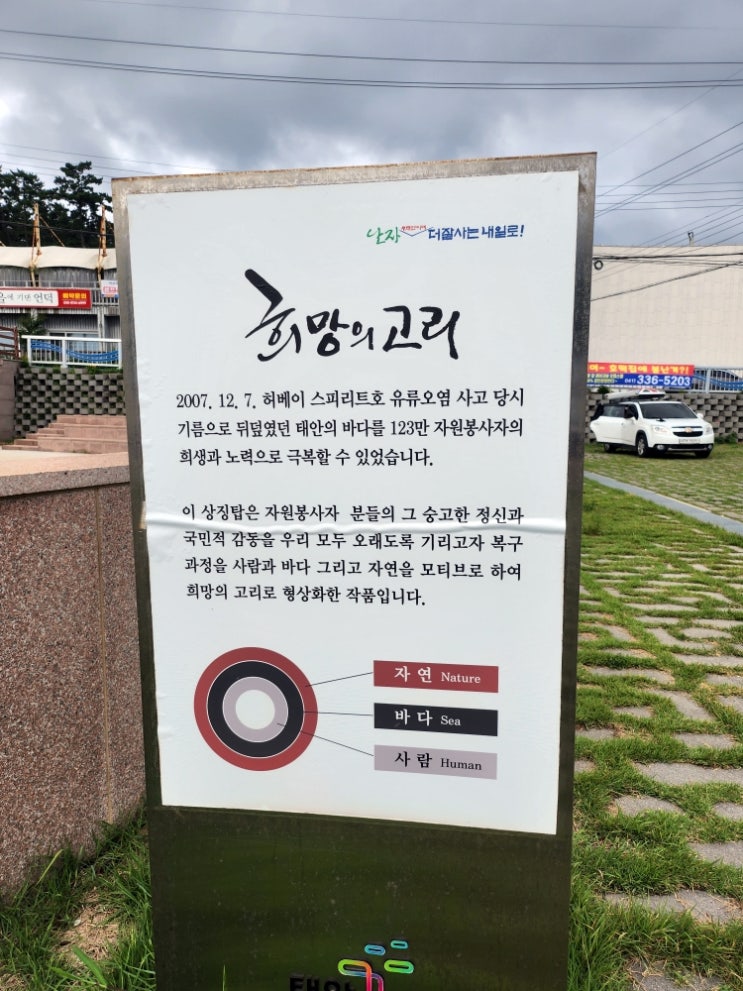 날자 더 잘사는 내일로!
희망의 고리
2007. 12. 7. 허베이 스피리트호 유류오염 사고 당시
기름으로 뒤덮였던 태안의 바다를 123만 자원봉사자의
희생과 노력으로 극복할 수 있었습니다.
이 상징탑은 자원봉사자 분들의 그 숭고한 정신과
국민적 감동을 우리 모두 오래도록 기리고자 복구
과정을 사람과 바다 그리고 자연을 모티브로 하여
희망의 고리로 형상화한 작품입니다.
자연 Nature
바다 Sea
사람 Human
에 기댄 언덕
336-5203